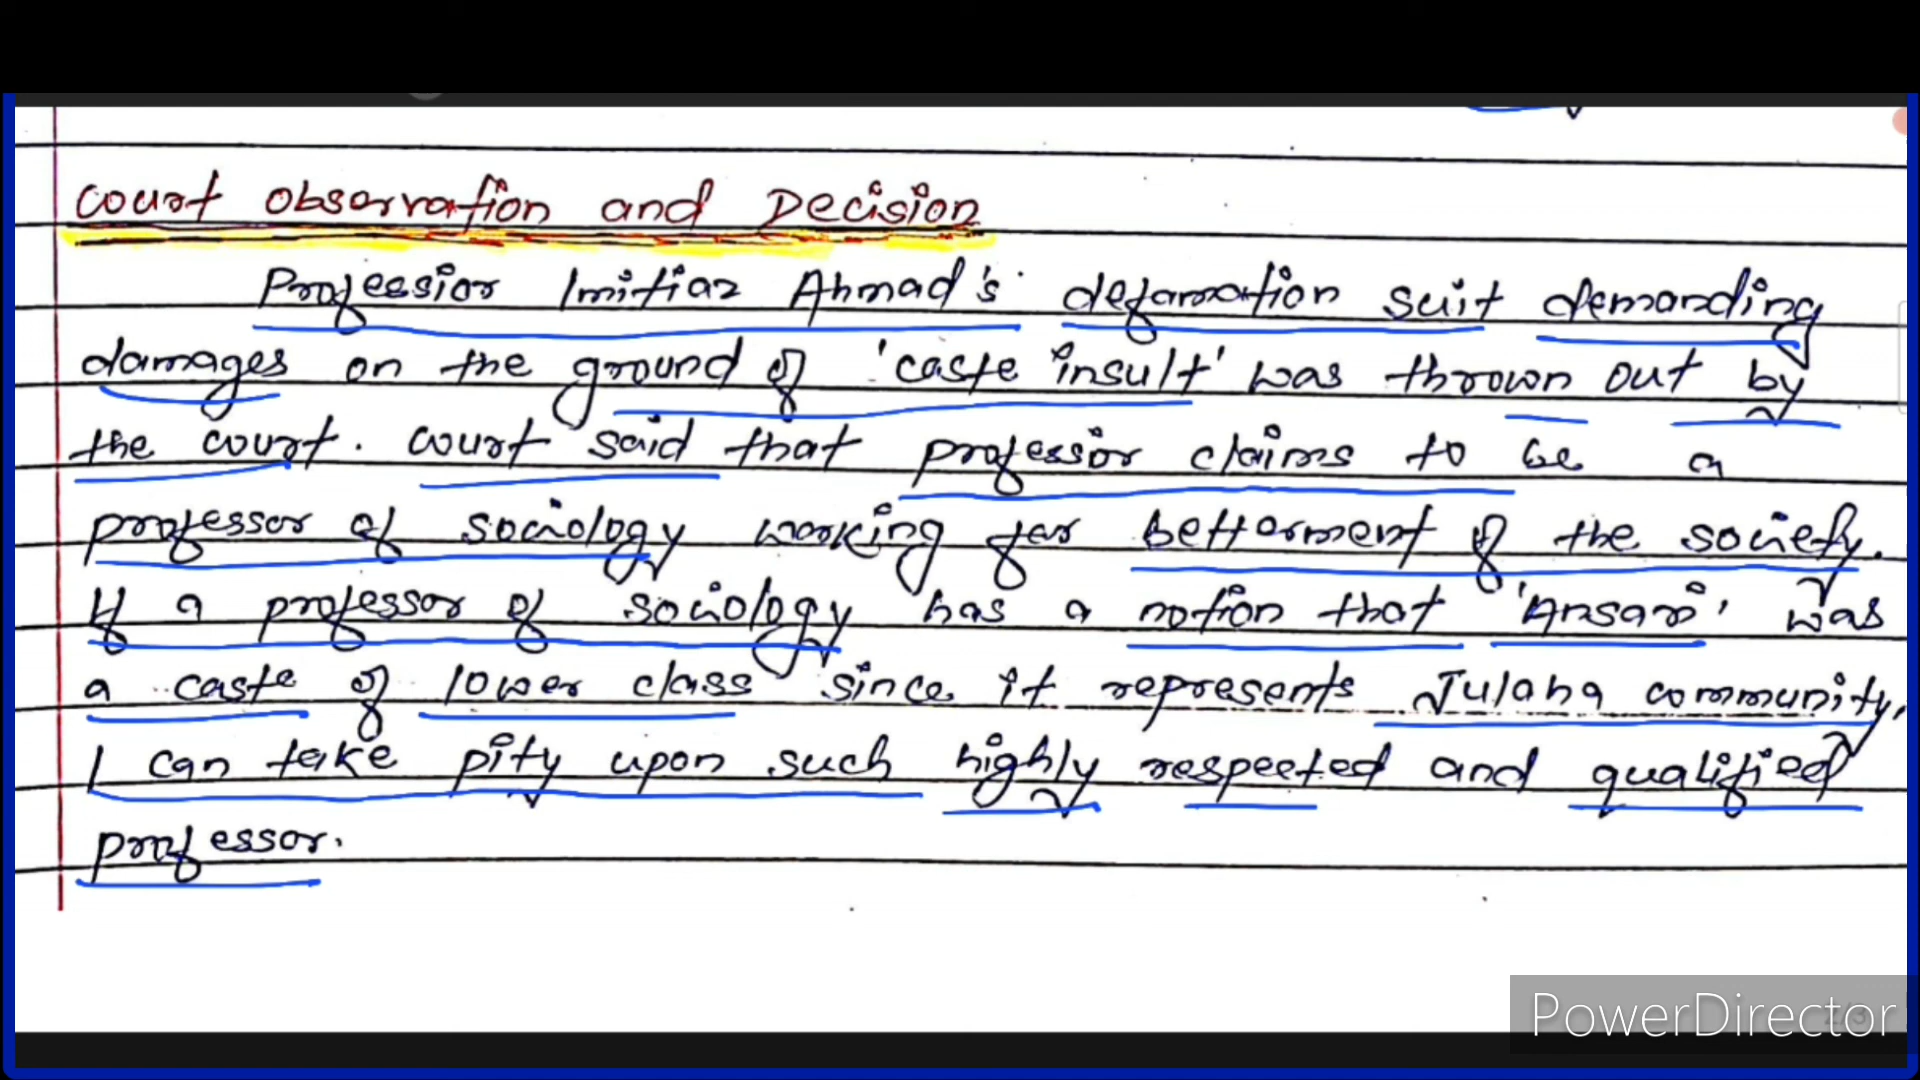 Court Observation and Decision
Professior Imitiaz Ahmad's defamation suit demanding
damages on the ground of 'caste insult' was thrown out by
the court. Court said that professor claims to be a
professor of sociology working for betterment of the society.
If a professor of sociology has a notion that 'Ansari' was
a caste of lower class since it represents Julaha community,
I can take pity upon such highly respected and qualified
professor.
PowerDirector